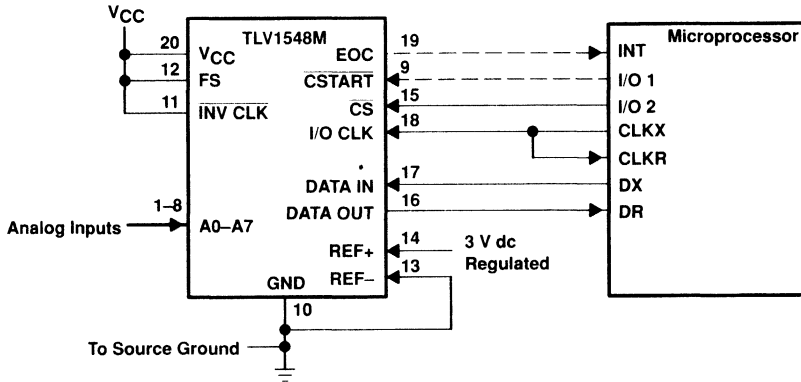 VCC
TLV1548M
Microprocessor
20
VCC
EOC
19
INT
12
FS
CSTART
9
I/O 1
11
INV CLK
CS
15
I/O 2
I/O CLK
18
CLKX
CLKR
DATA IN
17
DX
1–8
Analog Inputs
A0–A7
DATA OUT
16
DR
REF+
14
3 V dc
Regulated
REF–
13
GND
10
To Source Ground